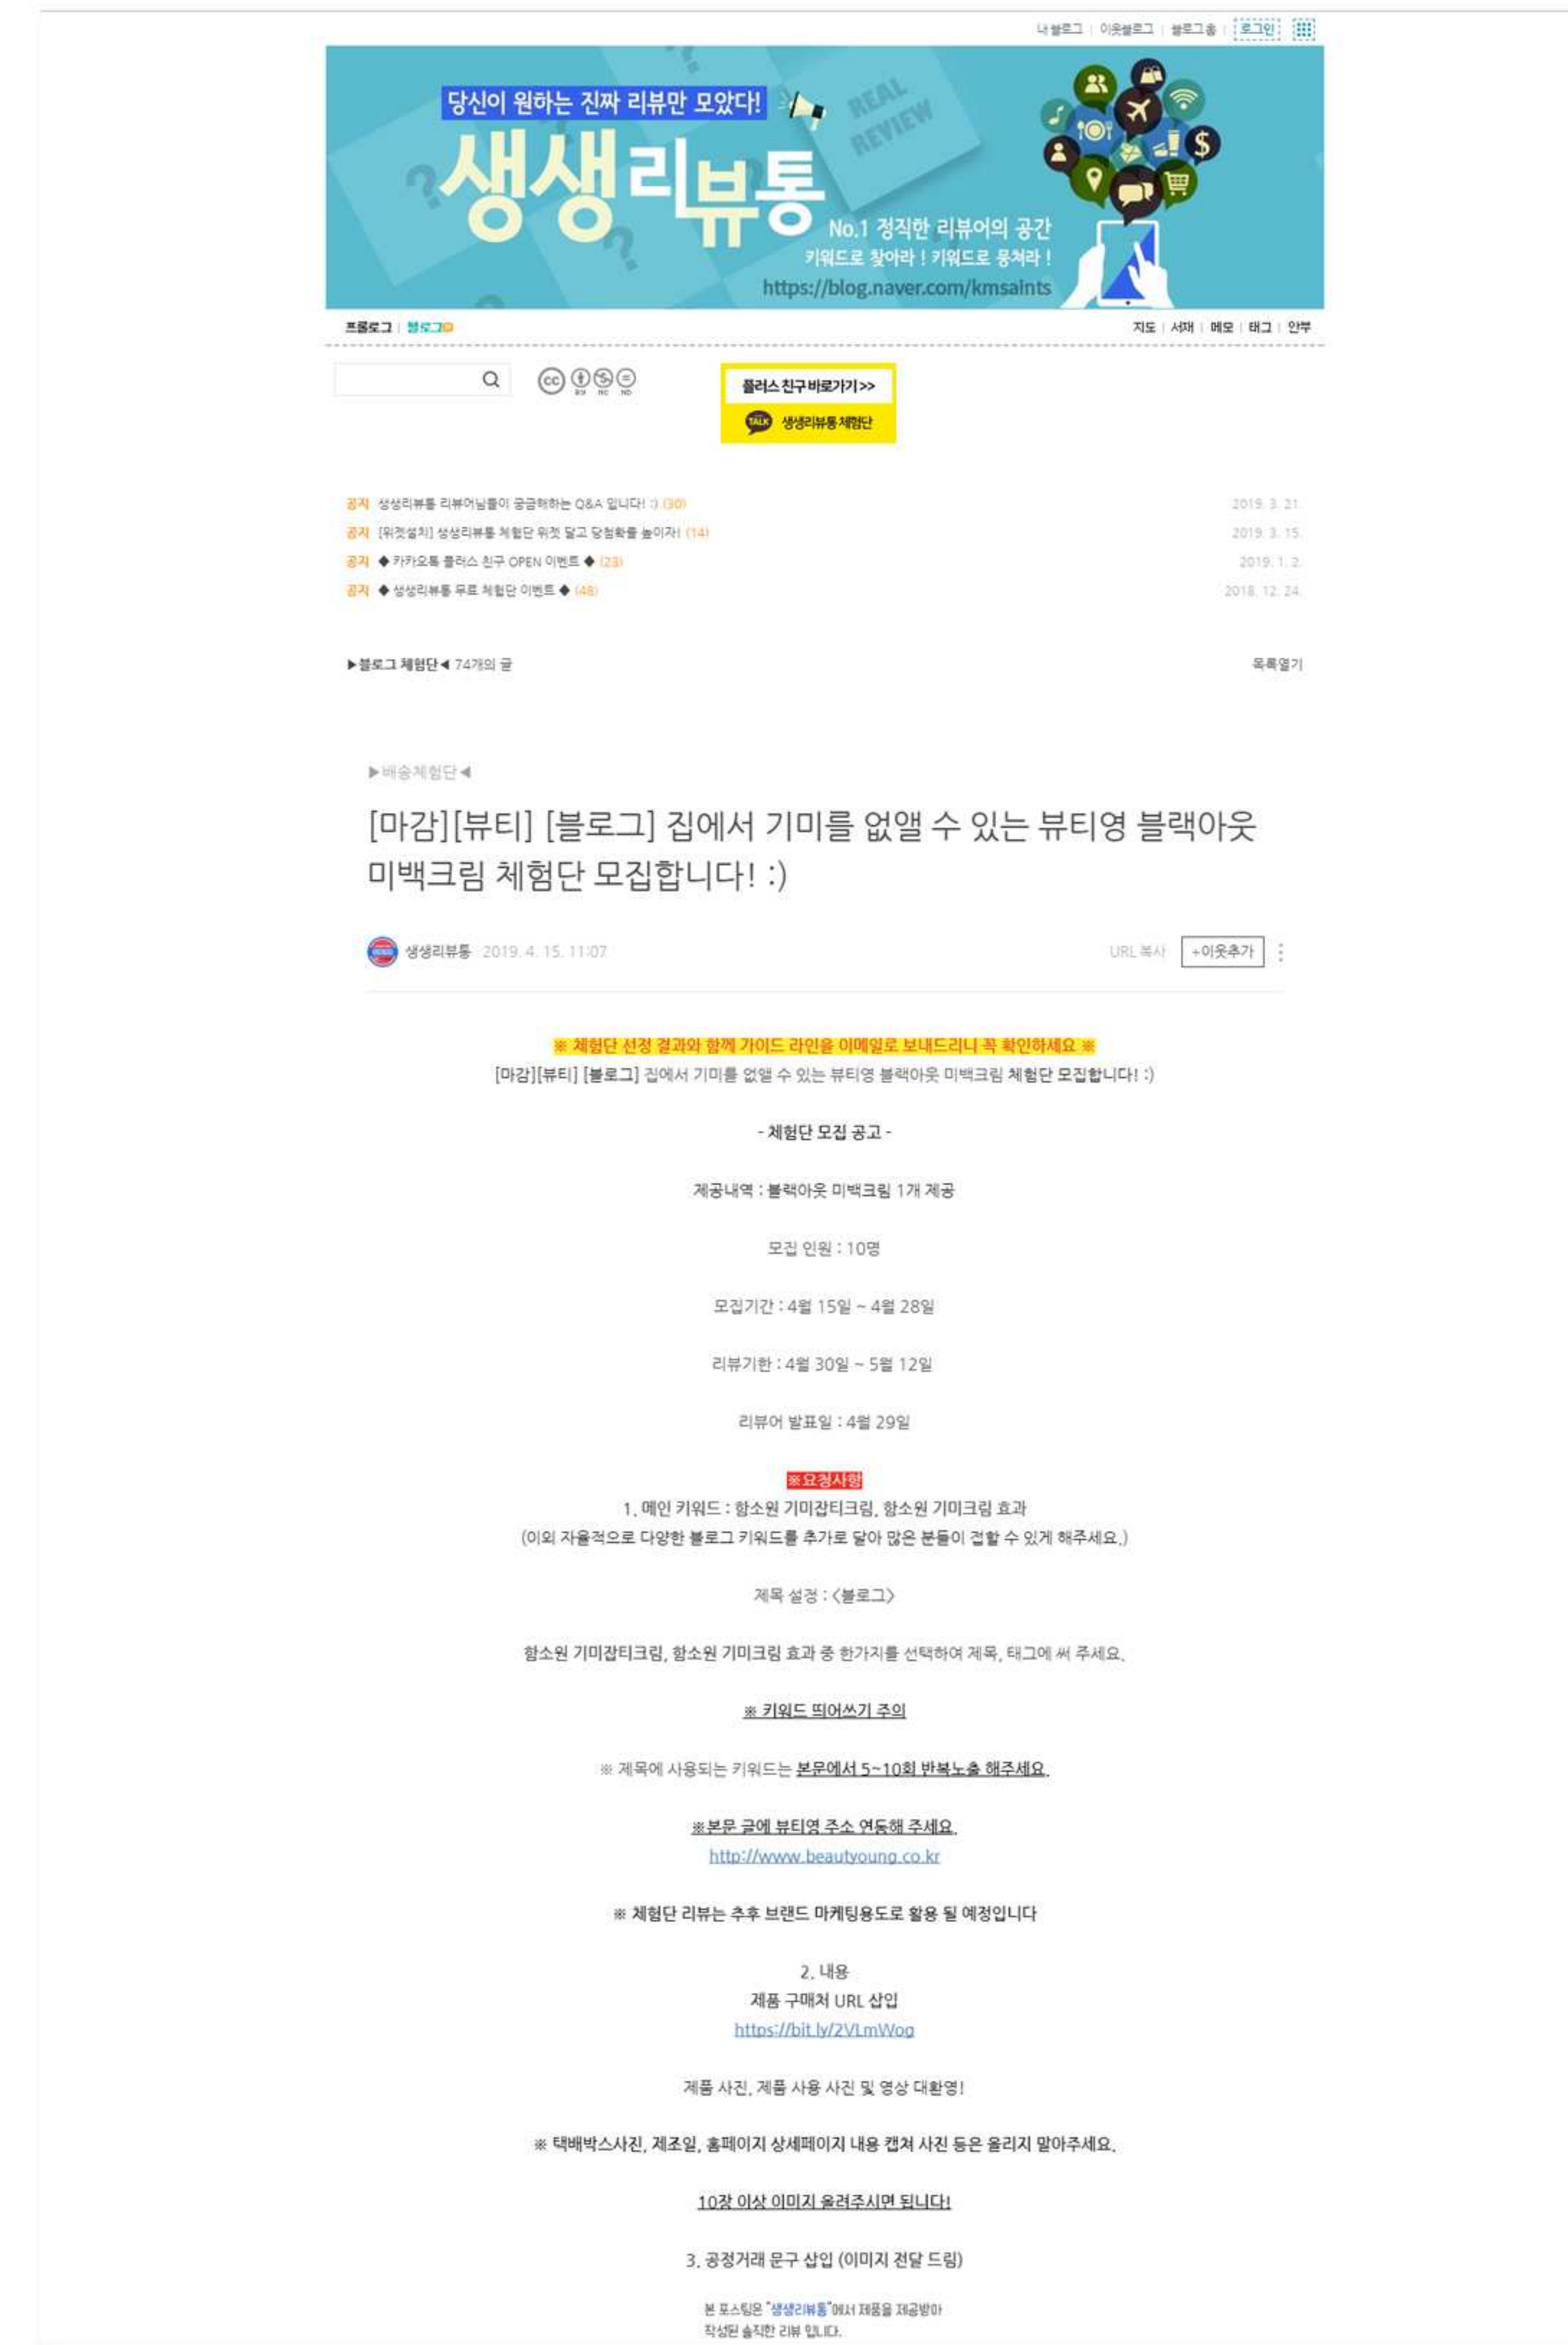 내 블로그 | 이웃블로그 | 블로그 홈 | 로그인
당신이 원하는 진짜 리뷰만 모았다!
REAL REVIEW
생생리뷰통
No.1 정직한 리뷰어의 공간
키워드로 찾아라 ! 키워드로 뭉쳐라 !
https://blog.naver.com/kmsaints
프롤로그 | 블로그
지도 | 서재 | 메모 | 태그 | 안부
cc BY NC ND
플러스 친구 바로가기 >>
TALK 생생리뷰통 체험단
공지 생생리뷰통 리뷰어님들이 궁금해하는 Q&A 입니다! :) (30) 2019. 3. 21.
공지 [위젯설치] 생생리뷰통 체험단 위젯 달고 당첨확률 높이자! (14) 2019. 3. 15.
공지 ◆ 카카오톡 플러스 친구 OPEN 이벤트 ◆ (23) 2019. 1. 2.
공지 ◆ 생생리뷰통 무료 체험단 이벤트 ◆ (48) 2018. 12. 24.
▶블로그 체험단◀ 74개의 글 목록열기
▶배송체험단◀
[마감][뷰티] [블로그] 집에서 기미를 없앨 수 있는 뷰티영 블랙아웃
미백크림 체험단 모집합니다! :)
생생리뷰통 2019. 4. 15. 11:07 URL 복사 +이웃추가
※ 체험단 선정 결과와 함께 가이드 라인을 이메일로 보내드리니 꼭 확인하세요 ※
[마감][뷰티] [블로그] 집에서 기미를 없앨 수 있는 뷰티영 블랙아웃 미백크림 체험단 모집합니다! :)
- 체험단 모집 공고 -
제공내역 : 블랙아웃 미백크림 1개 제공
모집 인원 : 10명
모집기간 : 4월 15일 ~ 4월 28일
리뷰기한 : 4월 30일 ~ 5월 12일
리뷰어 발표일 : 4월 29일
※요청사항
1. 메인 키워드 : 함소원 기미잡티크림, 함소원 기미크림 효과
(이외 자율적으로 다양한 블로그 키워드를 추가로 달아 많은 분들이 접할 수 있게 해주세요.)
제목 설정 : <블로그>
함소원 기미잡티크림, 함소원 기미크림 효과 중 한가지를 선택하여 제목, 태그에 써 주세요.
※ 키워드 띄어쓰기 주의
※ 제목에 사용되는 키워드는 본문에서 5~10회 반복노출 해주세요.
※본문 글에 뷰티영 주소 연동해 주세요.
http://www.beautyoung.co.kr
※ 체험단 리뷰는 추후 브랜드 마케팅용도로 활용 될 예정입니다
2. 내용
제품 구매처 URL 삽입
https://bit.ly/2VLmWog
제품 사진, 제품 사용 사진 및 영상 대환영!
※ 택배박스사진, 제조일, 홈페이지 상세페이지 내용 캡쳐 사진 등은 올리지 말아주세요.
10장 이상 이미지 올려주시면 됩니다!
3. 공정거래 문구 삽입 (이미지 전달 드림)
본 포스팅은 "생생리뷰통"에서 제품을 제공받아
작성된 솔직한 리뷰 입니다.